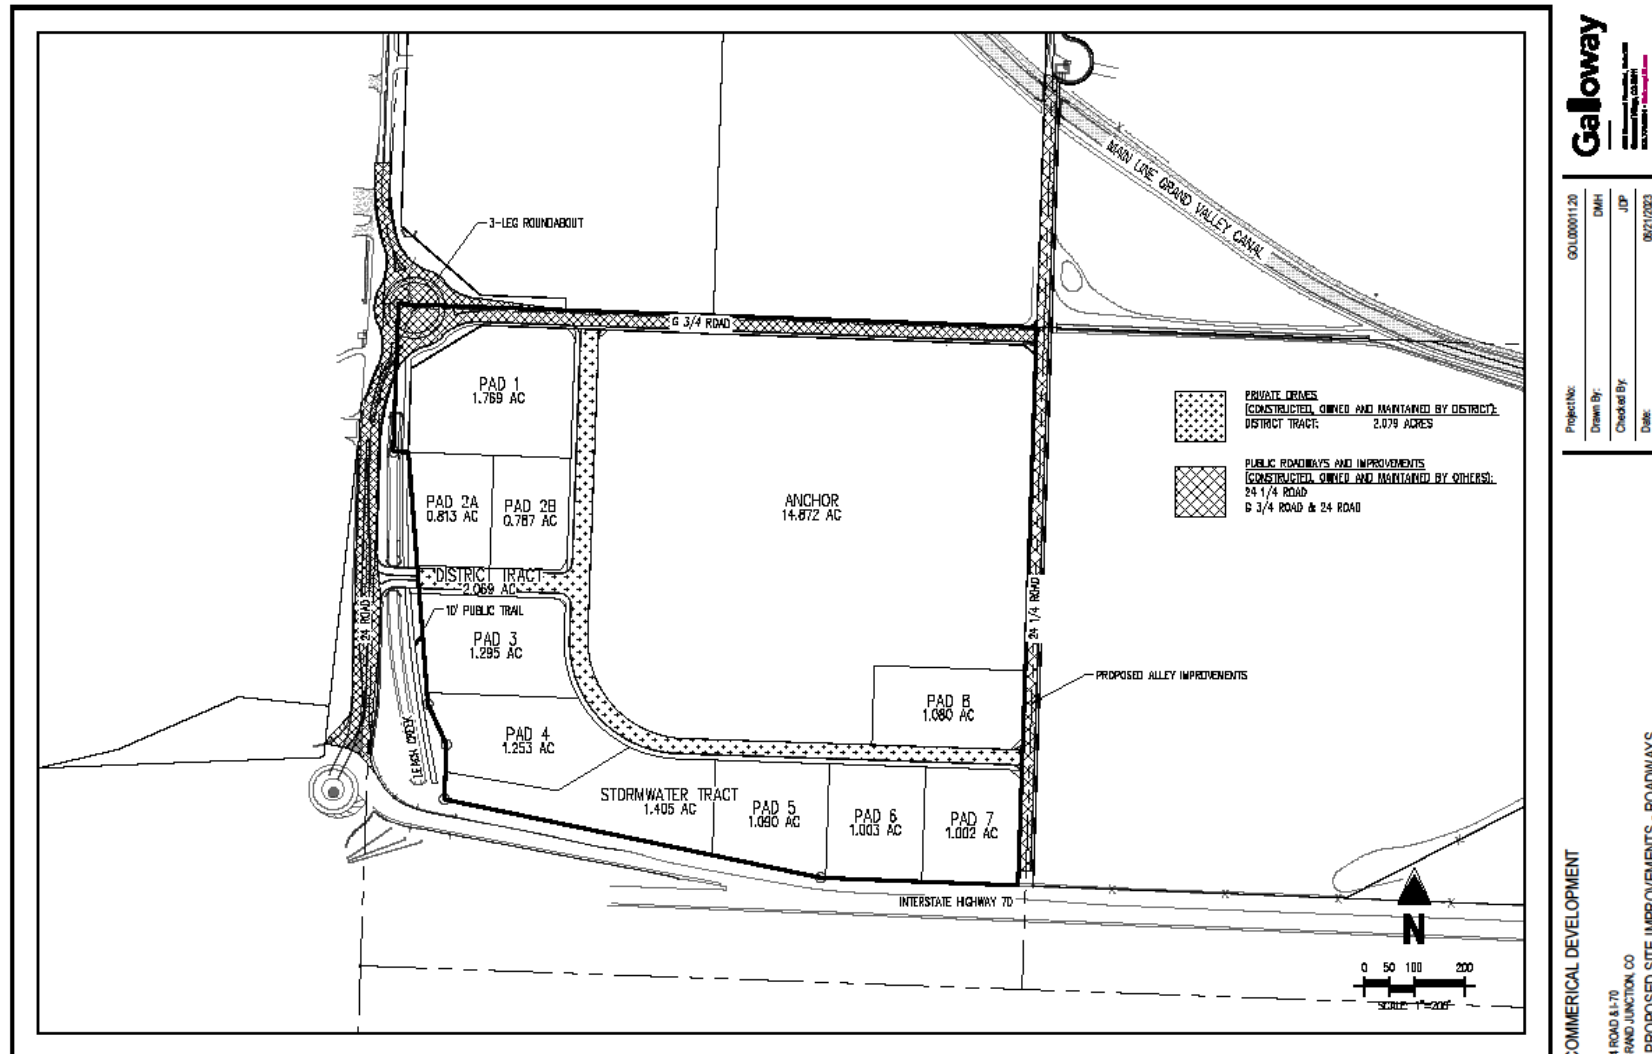 3-LEG ROUNDABOUT
MAIN LINE GRAND VALLEY CANAL
G 3/4 ROAD
PAD 1
1.769 AC
PAD 2A
0.813 AC
PAD 2B
0.787 AC
ANCHOR
14.872 AC
PRIVATE DRIVES
(CONSTRUCTED, OWNED AND MAINTAINED BY DISTRICT):
DISTRICT TRACT: 2.079 ACRES
PUBLIC ROADWAYS AND IMPROVEMENTS
(CONSTRUCTED, OWNED AND MAINTAINED BY OTHERS):
24 1/4 ROAD
G 3/4 ROAD & 24 ROAD
DISTRICT TRACT
2.069 AC
10' PUBLIC TRAIL
24 ROAD
24 1/4 ROAD
PAD 3
1.295 AC
PROPOSED ALLEY IMPROVEMENTS
PAD 8
1.080 AC
PAD 4
1.253 AC
LEACH CREEK
STORMWATER TRACT
1.405 AC
PAD 5
1.090 AC
PAD 6
1.003 AC
PAD 7
1.002 AC
INTERSTATE HIGHWAY 70
N
0 50 100 200
SCALE: 1"=200'
Galloway
Project No: GOL000011.20
Drawn By: DMH
Checked By: JDP
Date:
COMMERICAL DEVELOPMENT
ROAD & I-70
RAND JUNCTION, CO
PROPOSED SITE IMPROVEMENTS - ROADWAYS